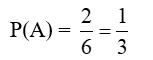 P(A) = 2/6 = 1/3